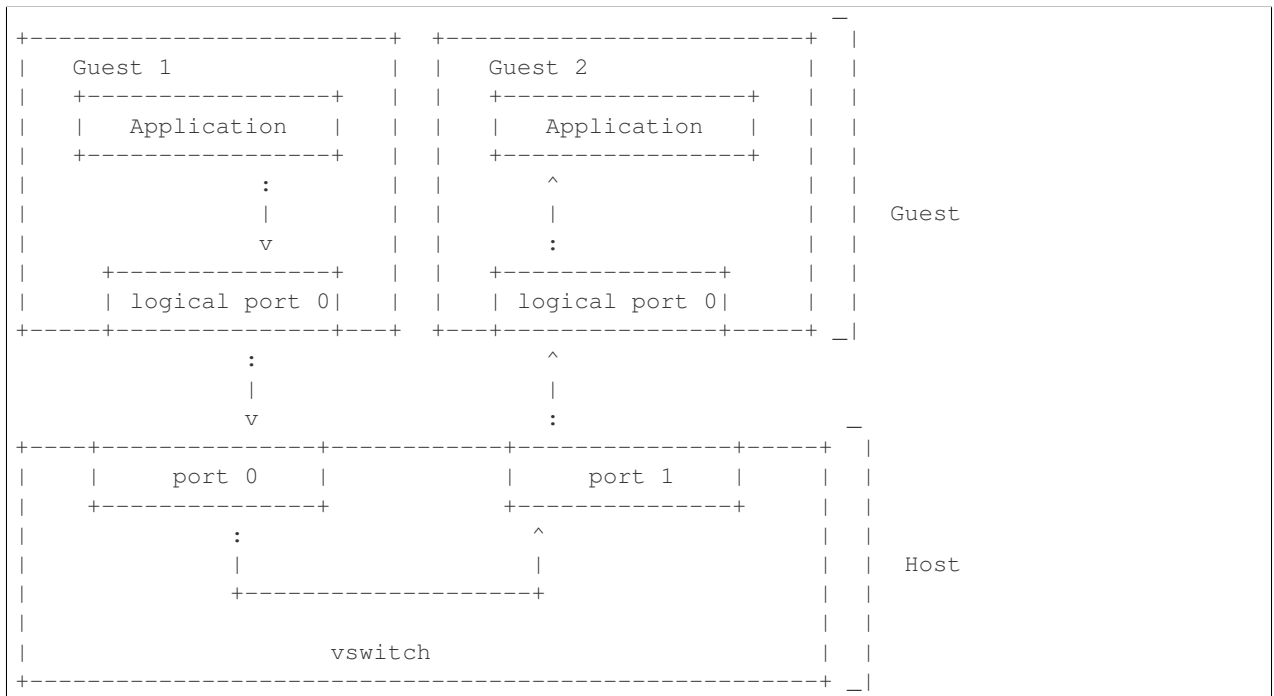 _
+-------------------------+  +-------------------------+  |
|   Guest 1               |  |   Guest 2               |  |
|   +-----------------+   |  |   +-----------------+   |  |
|   |   Application   |   |  |   |   Application   |   |  |
|   +-----------------+   |  |   +-----------------+   |  |
|                :        |  |       ^                 |  |
|                |        |  |       |                 |  |  Guest
|                v        |  |       :                 |  |
|     +---------------+   |  |   +---------------+     |  |
|     | logical port 0|   |  |   | logical port 0|     |  |
+-----+---------------+---+  +---+---------------+-----+ _|
                :                    ^
                |                    |
                v                    :                    _
+----+---------------+------------+---------------+-----+  |
|    |     port 0    |            |     port 1    |     |  |
|    +---------------+            +---------------+     |  |
|              :                    ^                   |  |
|              |                    |                   |  |  Host
|              +--------------------+                   |  |
|                                                       |  |
|                     vswitch                           |  |
+-------------------------------------------------------+ _|